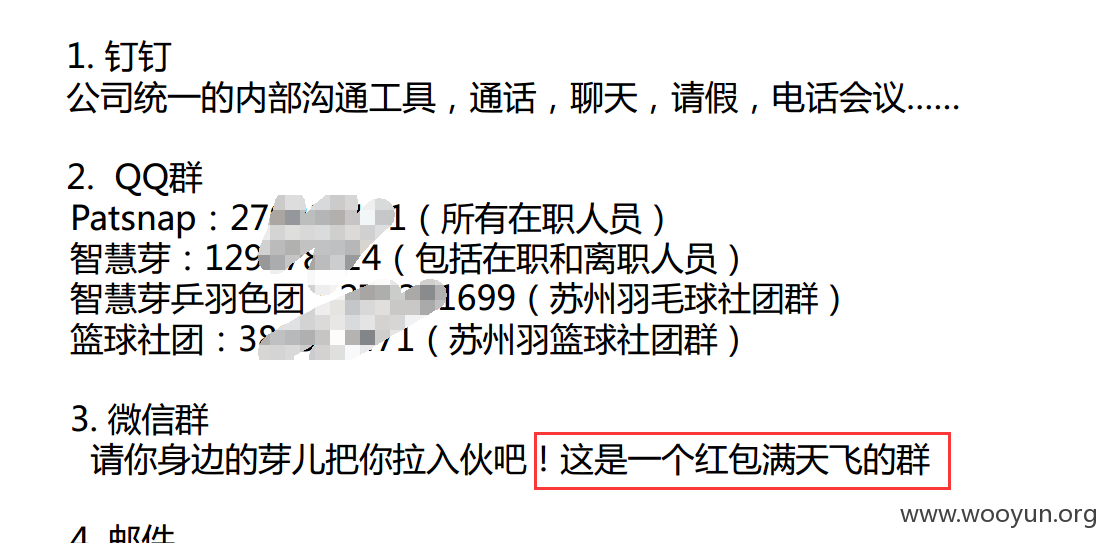 1. 钉钉
公司统一的内部沟通工具，通话，聊天，请假，电话会议......
2. QQ群
Patsnap：27 1（所有在职人员）
智慧芽：129 78 24（包括在职和离职人员）
智慧芽乒羽色团 1699（苏州羽毛球社团群）
篮球社团：38 71（苏州羽篮球社团群）
3. 微信群
请你身边的芽儿把你拉入伙吧！这是一个红包满天飞的群
4. 邮件
www.wooyun.org